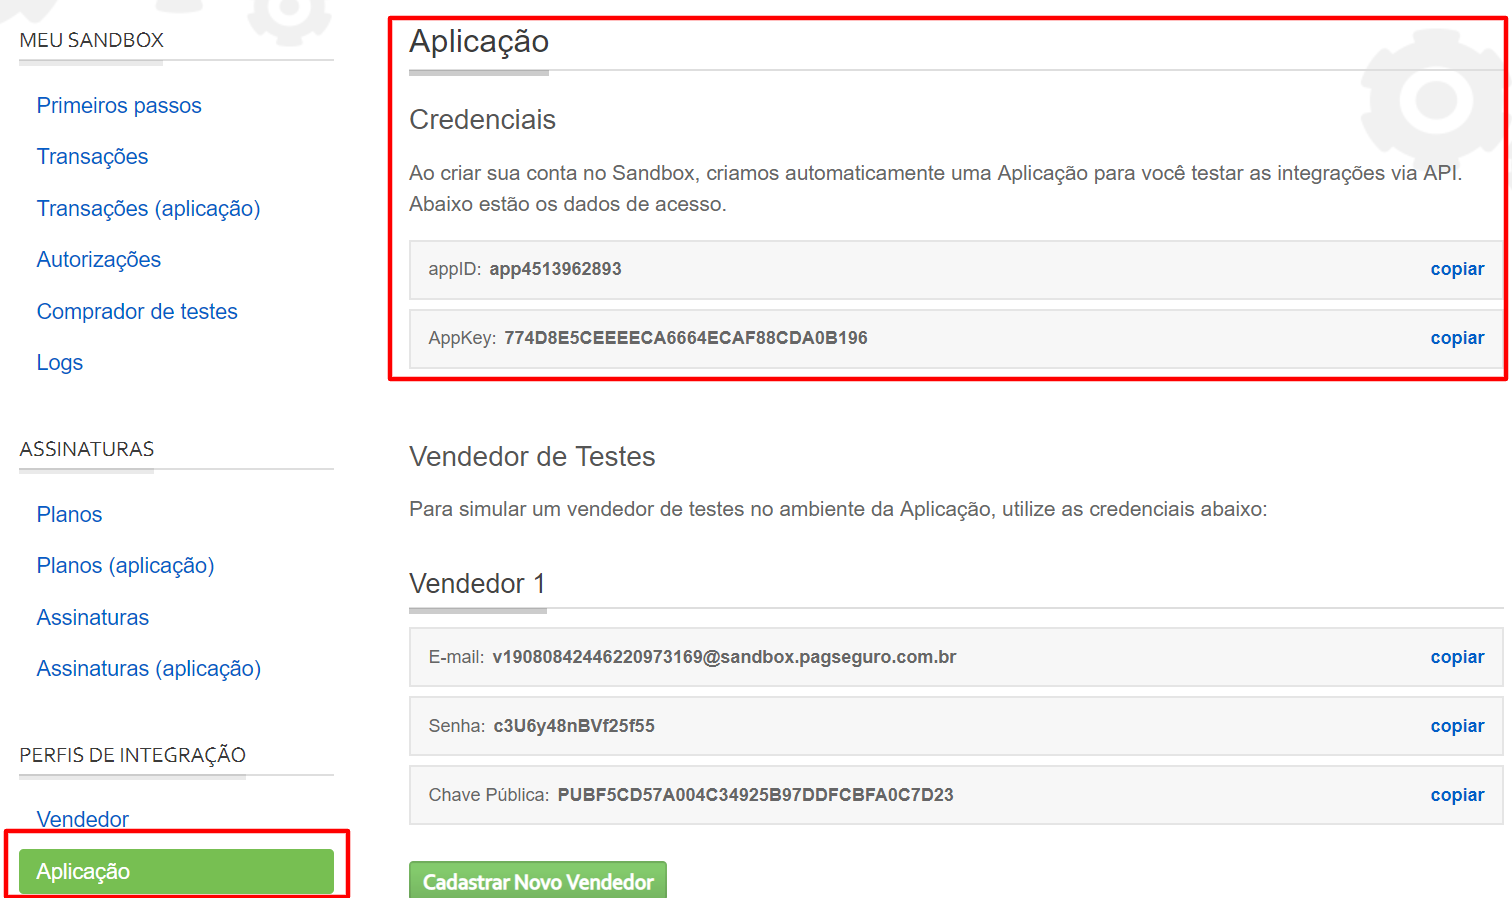 MEU SANDBOX
Primeiros passos
Transações
Transações (aplicação)
Autorizações
Comprador de testes
Logs
ASSINATURAS
Planos
Planos (aplicação)
Assinaturas
Assinaturas (aplicação)
PERFIS DE INTEGRAÇÃO
Vendedor
Aplicação
Aplicação
Credenciais
Ao criar sua conta no Sandbox, criamos automaticamente uma Aplicação para você testar as integrações via API.
Abaixo estão os dados de acesso.
appID: app4513962893 copiar
AppKey: 774D8E5CEEEECA6664ECAF88CDA0B196 copiar
Vendedor de Testes
Para simular um vendedor de testes no ambiente da Aplicação, utilize as credenciais abaixo:
Vendedor 1
E-mail: v19080842446220973169@sandbox.pagseguro.com.br copiar
Senha: c3U6y48nBVf25f55 copiar
Chave Pública: PUBF5CD57A004C34925B97DDFCBFA0C7D23 copiar
Cadastrar Novo Vendedor